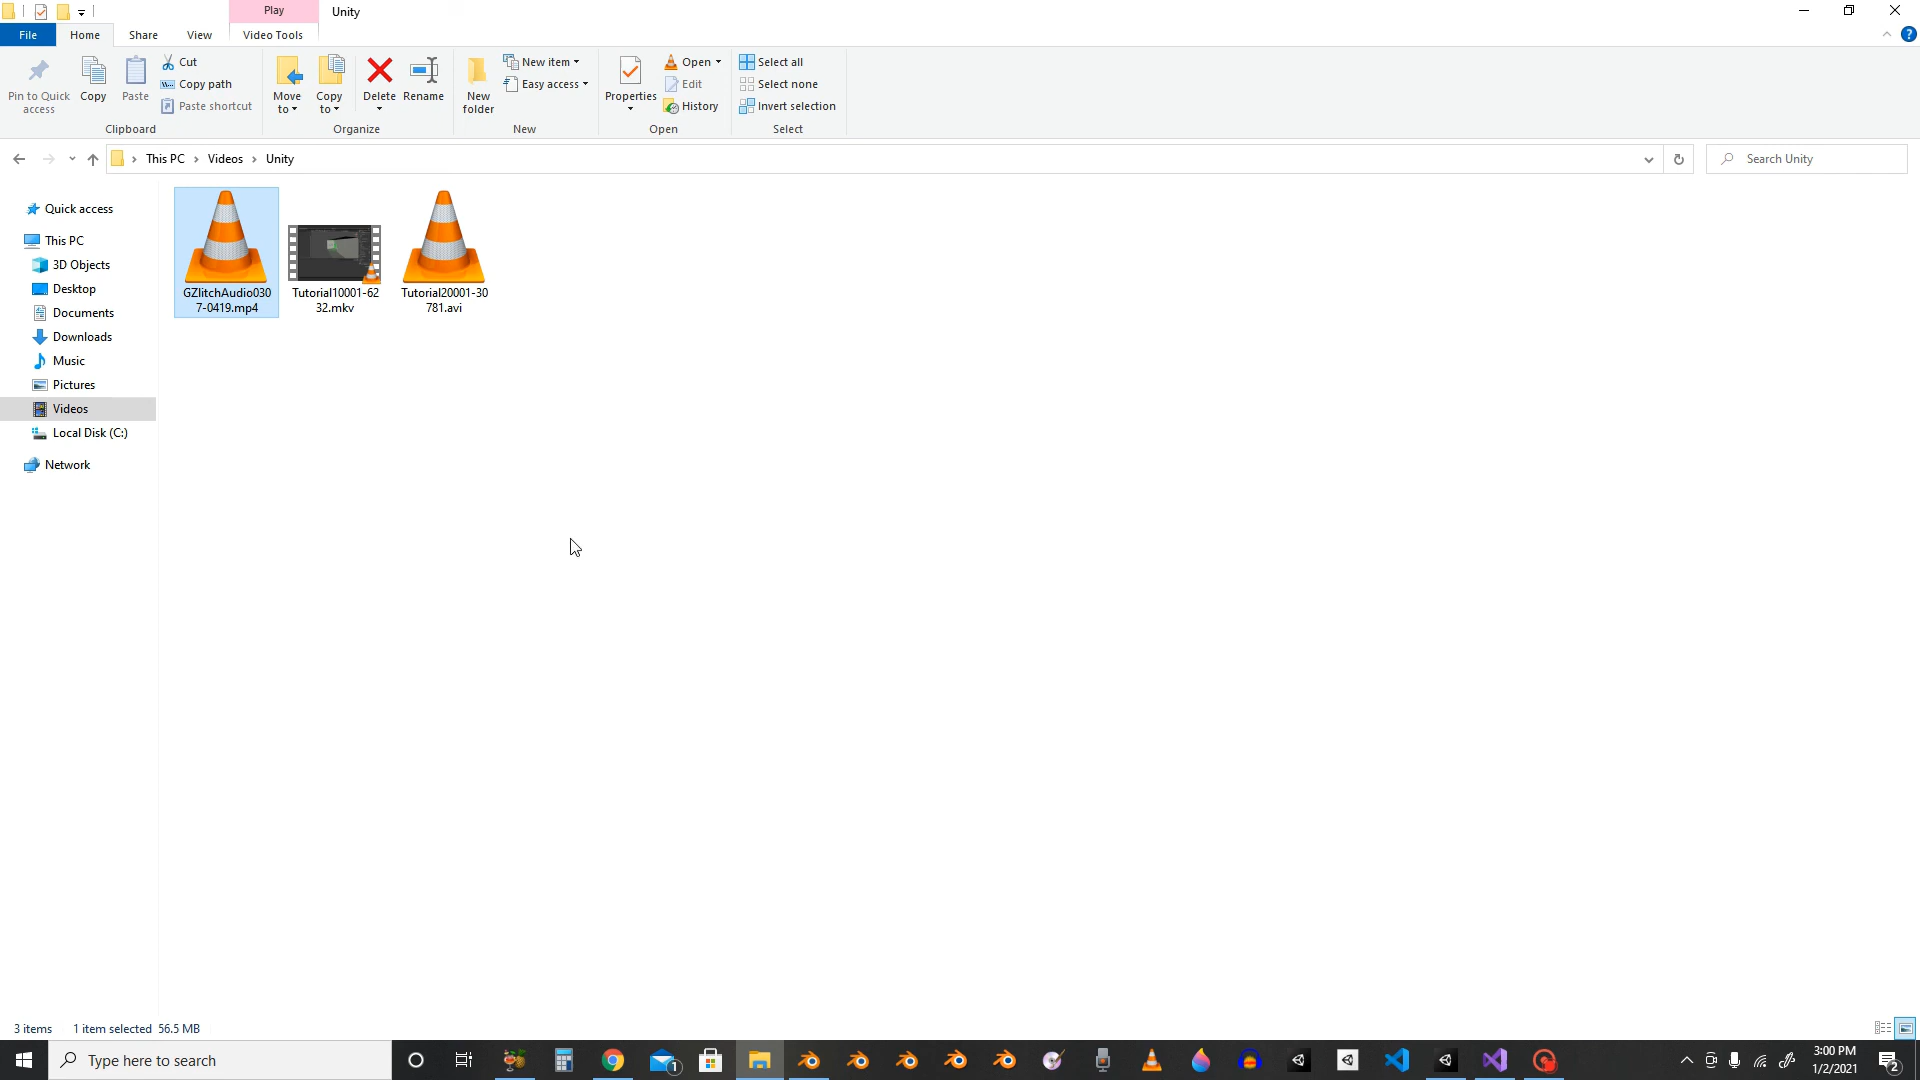 Play
Unity
File
Home
Share
View
Video Tools
Pin to Quick
access
Copy
Paste
Cut
Copy path
Paste shortcut
Clipboard
Move
to
Copy
to
Delete
Rename
Organize
New
folder
New item
Easy access
New
Properties
Open
Edit
History
Open
Select all
Select none
Invert selection
Select
This PC
Videos
Unity
Search Unity
Quick access
This PC
3D Objects
Desktop
Documents
Downloads
Music
Pictures
Videos
Local Disk (C:)
Network
GZlitchAudio030
7-0419.mp4
Tutorial10001-62
32.mkv
Tutorial20001-30
781.avi
3 items
1 item selected 56.5 MB
Type here to search
1
3:00 PM
1/2/2021
2